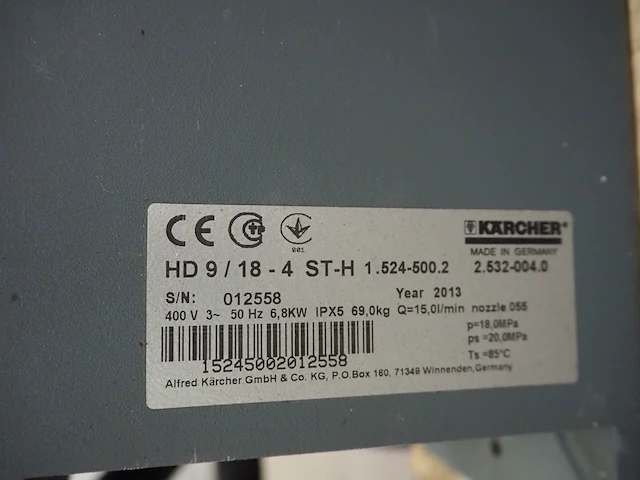 CE
001
KÄRCHER
MADE IN GERMANY
HD 9 / 18 - 4 ST-H 1.524-500.2 2.532-004.0
S/N: 012558 Year 2013
400 V 3~ 50 Hz 6,8KW IPX5 69,0kg Q=15,0l/min nozzle 055
p=18,0MPa
ps =20,0MPa
Ts =85°C
15245002012558
Alfred Kärcher GmbH & Co. KG, P.O.Box 160, 71349 Winnenden,Germany